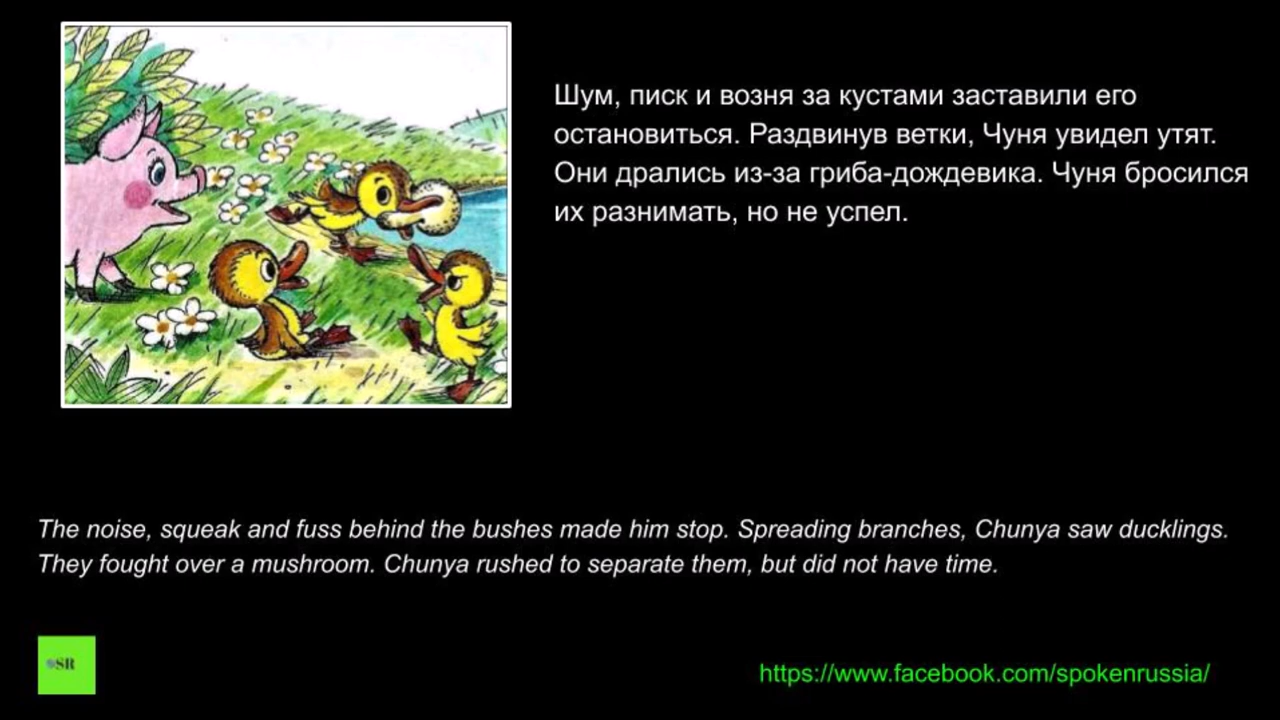 Шум, писк и возня за кустами заставили его
остановиться. Раздвинув ветки, Чуня увидел утят.
Они дрались из-за гриба-дождевика. Чуня бросился
их разнимать, но не успел.
The noise, squeak and fuss behind the bushes made him stop. Spreading branches, Chunya saw ducklings.
They fought over a mushroom. Chunya rushed to separate them, but did not have time.
SR
https://www.facebook.com/spokenrussia/